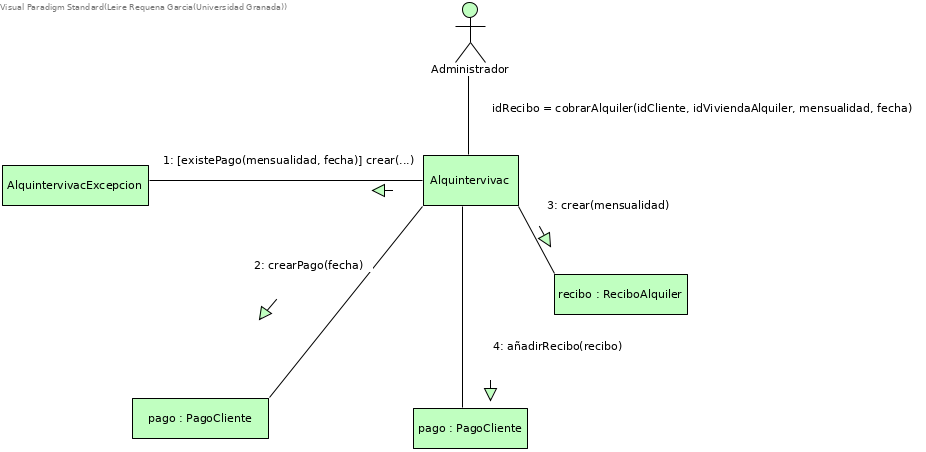 Visual Paradigm Standard(Leire Requena Garcia(Universidad Granada))
Administrador
idRecibo = cobrarAlquiler(idCliente, idViviendaAlquiler, mensualidad, fecha)
1: [existePago(mensualidad, fecha)] crear(...)
AlquintervivacExcepcion
Alquintervivac
3: crear(mensualidad)
2: crearPago(fecha)
recibo : ReciboAlquiler
4: añadirRecibo(recibo)
pago : PagoCliente
pago : PagoCliente